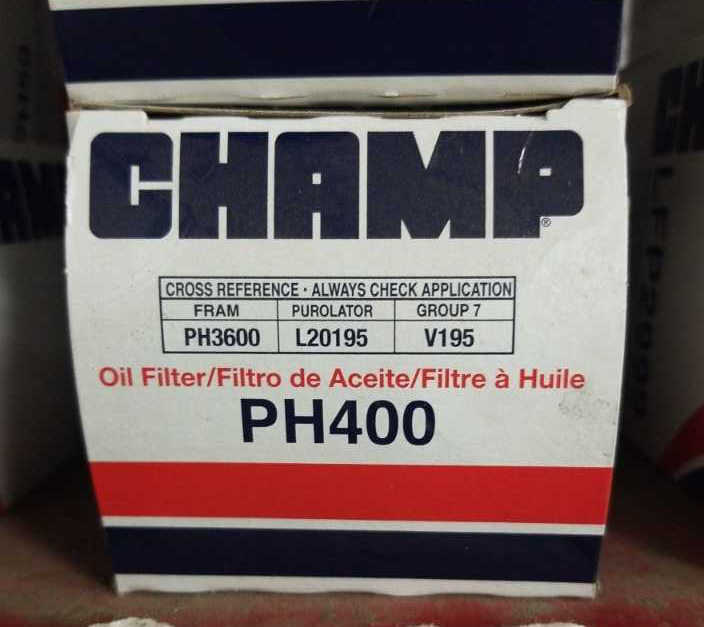 CHAMP®
CROSS REFERENCE · ALWAYS CHECK APPLICATION
FRAM PUROLATOR GROUP 7
PH3600 L20195 V195
Oil Filter/Filtro de Aceite/Filtre à Huile
PH400